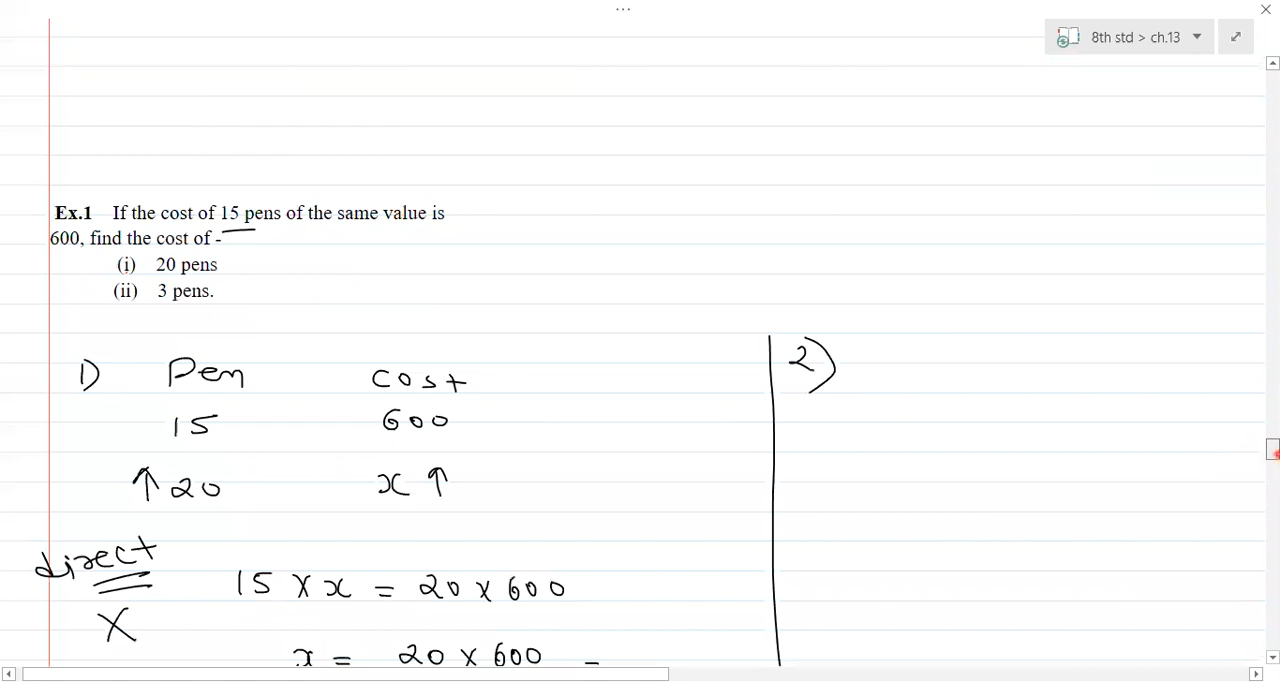 8th std > ch.13
Ex.1 If the cost of 15 pens of the same value is
600, find the cost of -
(i) 20 pens
(ii) 3 pens.
1) Pen cost
15 600
↑ 20 x ↑
direct
X
15 × x = 20 × 600
x = 20 × 600 =
2)